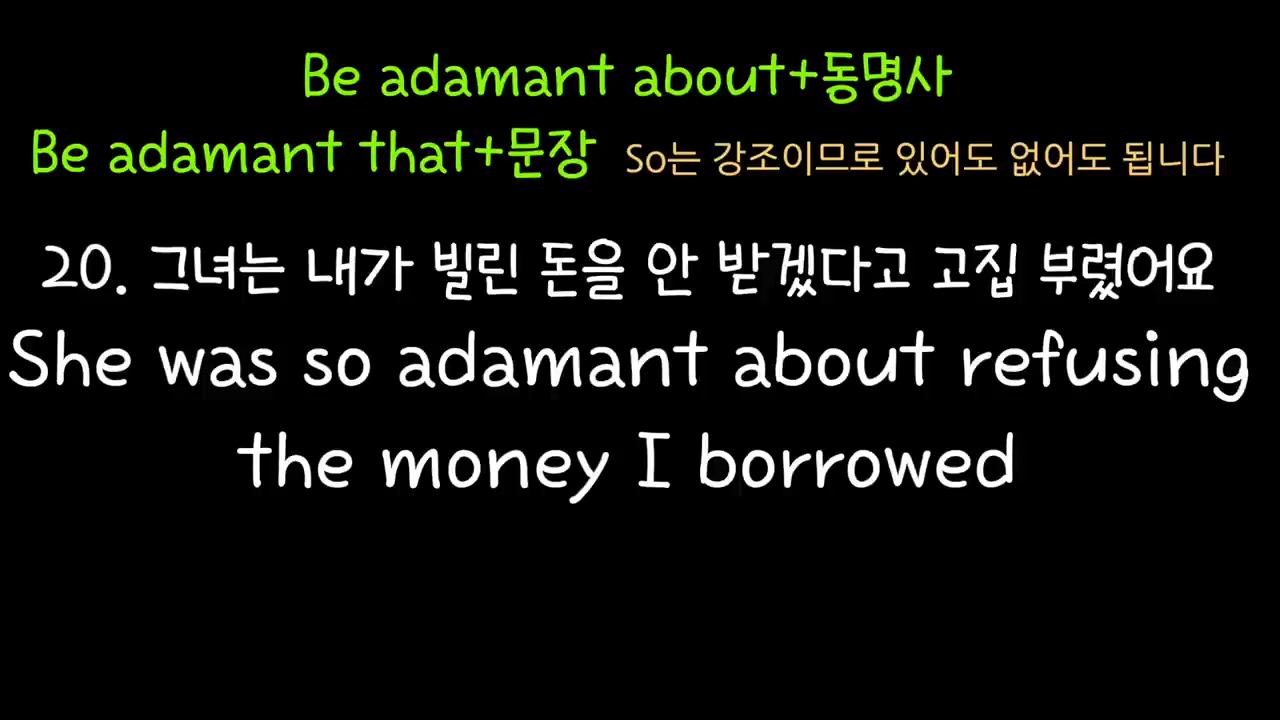 Be adamant about+동명사
Be adamant that+문장 So는 강조이므로 있어도 없어도 됩니다
20. 그녀는 내가 빌린 돈을 안 받겠다고 고집 부렸어요
She was so adamant about refusing
the money I borrowed